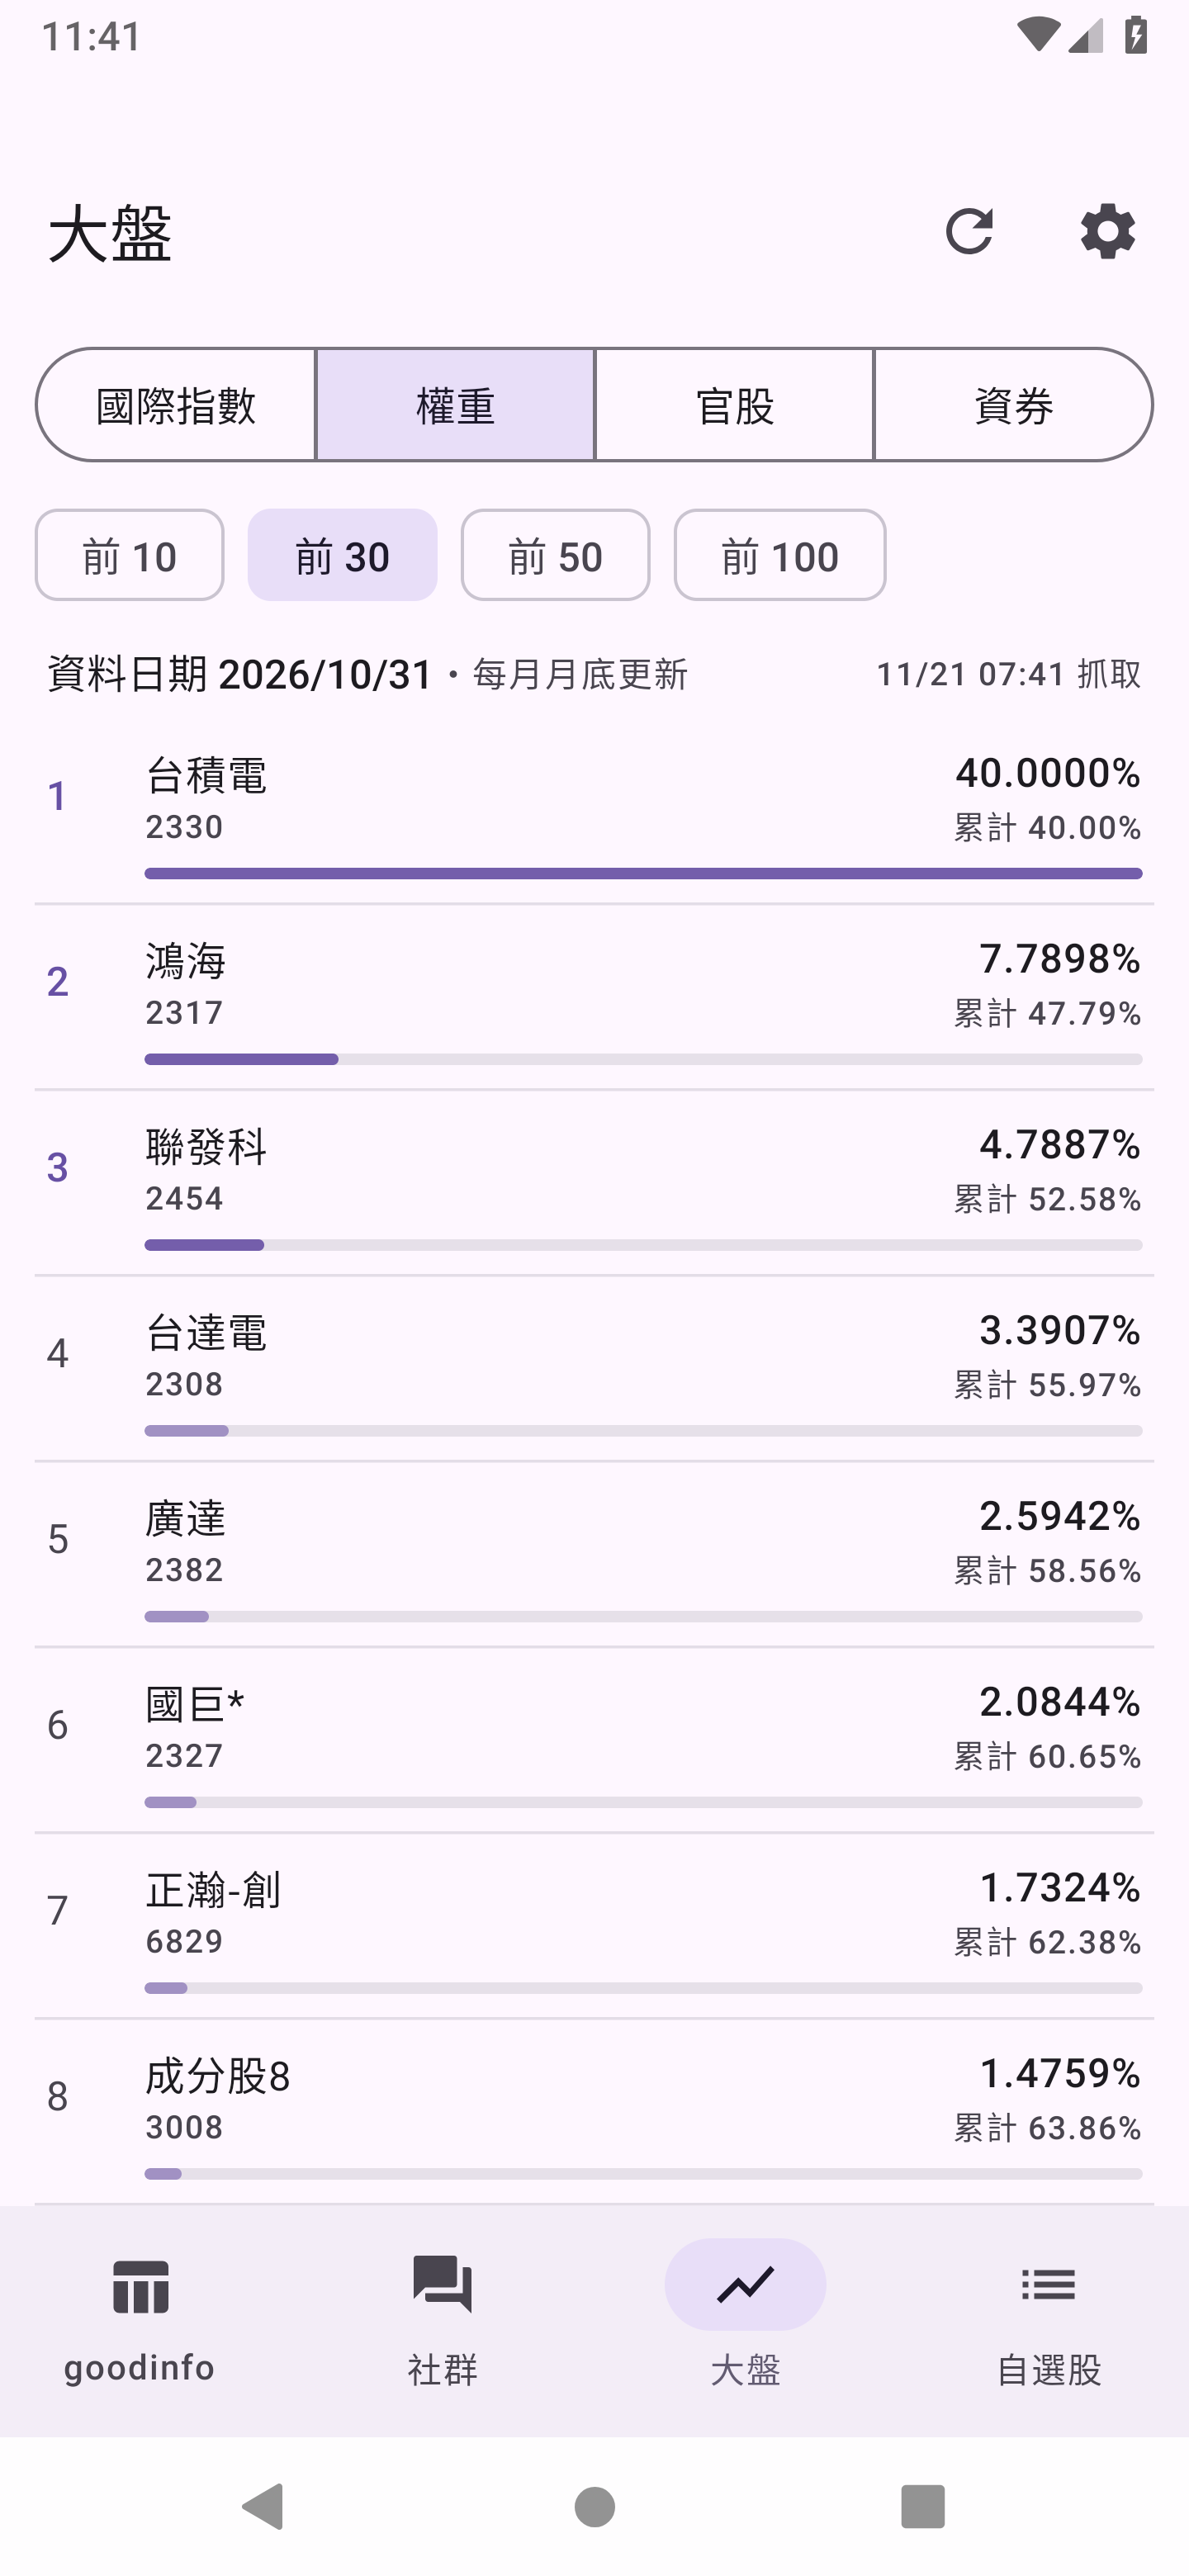 11:41
大盤
國際指數 權重 官股 資券
前 10 前 30 前 50 前 100
資料日期 2026/10/31 · 每月月底更新 11/21 07:41 抓取
1 台積電 40.0000%
2330 累計 40.00%
2 鴻海 7.7898%
2317 累計 47.79%
3 聯發科 4.7887%
2454 累計 52.58%
4 台達電 3.3907%
2308 累計 55.97%
5 廣達 2.5942%
2382 累計 58.56%
6 國巨* 2.0844%
2327 累計 60.65%
7 正瀚-創 1.7324%
6829 累計 62.38%
8 成分股8 1.4759%
3008 累計 63.86%
goodinfo 社群 大盤 自選股